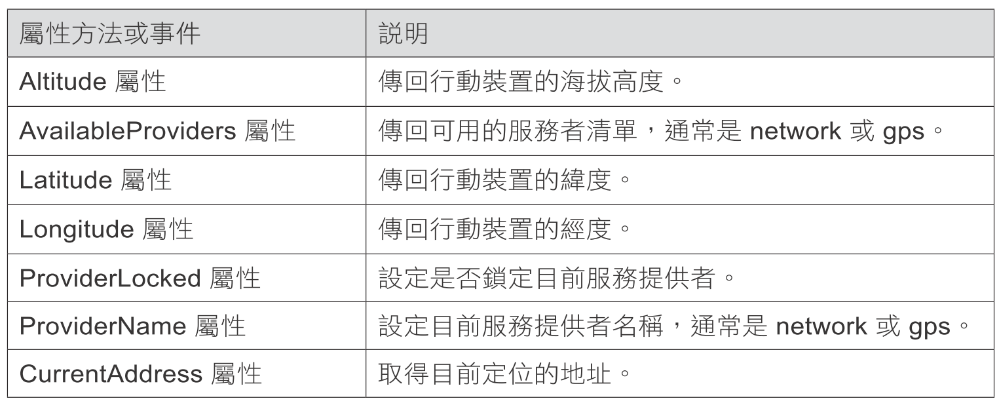 屬性方法或事件 說明
Altitude 屬性 傳回行動裝置的海拔高度。
AvailableProviders 屬性 傳回可用的服務者清單，通常是 network 或 gps。
Latitude 屬性 傳回行動裝置的緯度。
Longitude 屬性 傳回行動裝置的經度。
ProviderLocked 屬性 設定是否鎖定目前服務提供者。
ProviderName 屬性 設定目前服務提供者名稱，通常是 network 或 gps。
CurrentAddress 屬性 取得目前定位的地址。